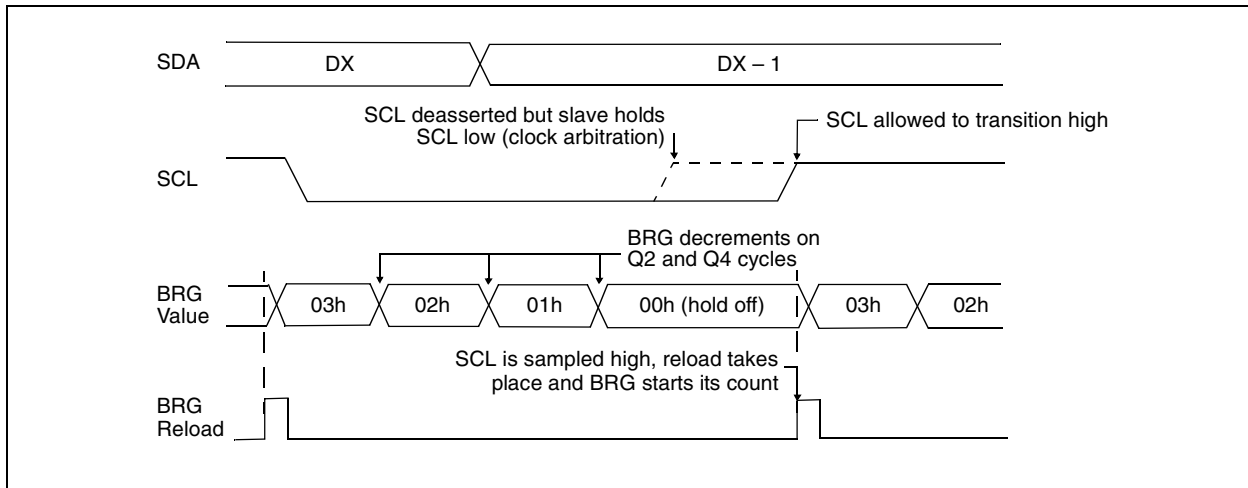 SDA
DX
DX – 1
SCL deasserted but slave holds
SCL low (clock arbitration)
SCL allowed to transition high
SCL
BRG decrements on
Q2 and Q4 cycles
BRG
Value
03h
02h
01h
00h (hold off)
03h
02h
SCL is sampled high, reload takes
place and BRG starts its count
BRG
Reload